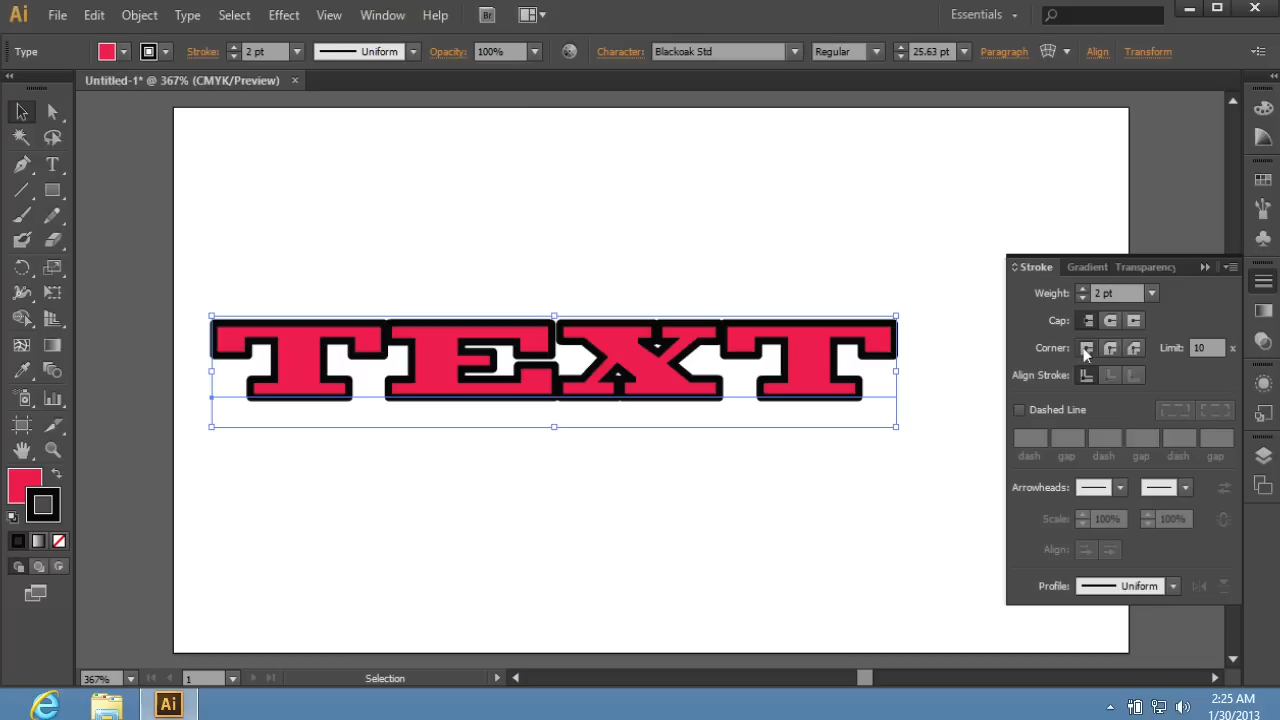 Ai File Edit Object Type Select Effect View Window Help Br Essentials
Type Stroke: 2 pt Uniform Opacity: 100% Character: Blackoak Std Regular 25.63 pt Paragraph Align Transform
Untitled-1* @ 367% (CMYK/Preview) ×
T
TEXT
Stroke Gradient Transparency
Weight: 2 pt
Cap:
Corner: Limit: 10 x
Align Stroke:
Dashed Line
dash gap dash gap dash gap
Arrowheads:
Scale: 100% 100%
Align:
Profile: Uniform
367% 1 Selection
Ai
2:25 AM
1/30/2013